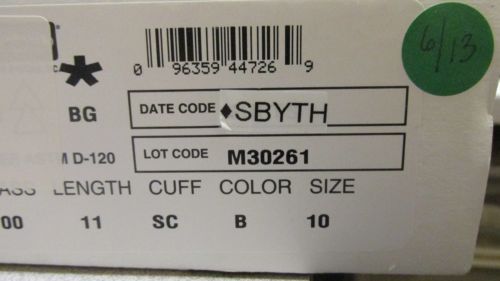 6/13
0 96359 44726 9
*
BG
DATE CODE ♦SBYTH
M D-120
LOT CODE M30261
LENGTH CUFF COLOR SIZE
00 11 SC B 10